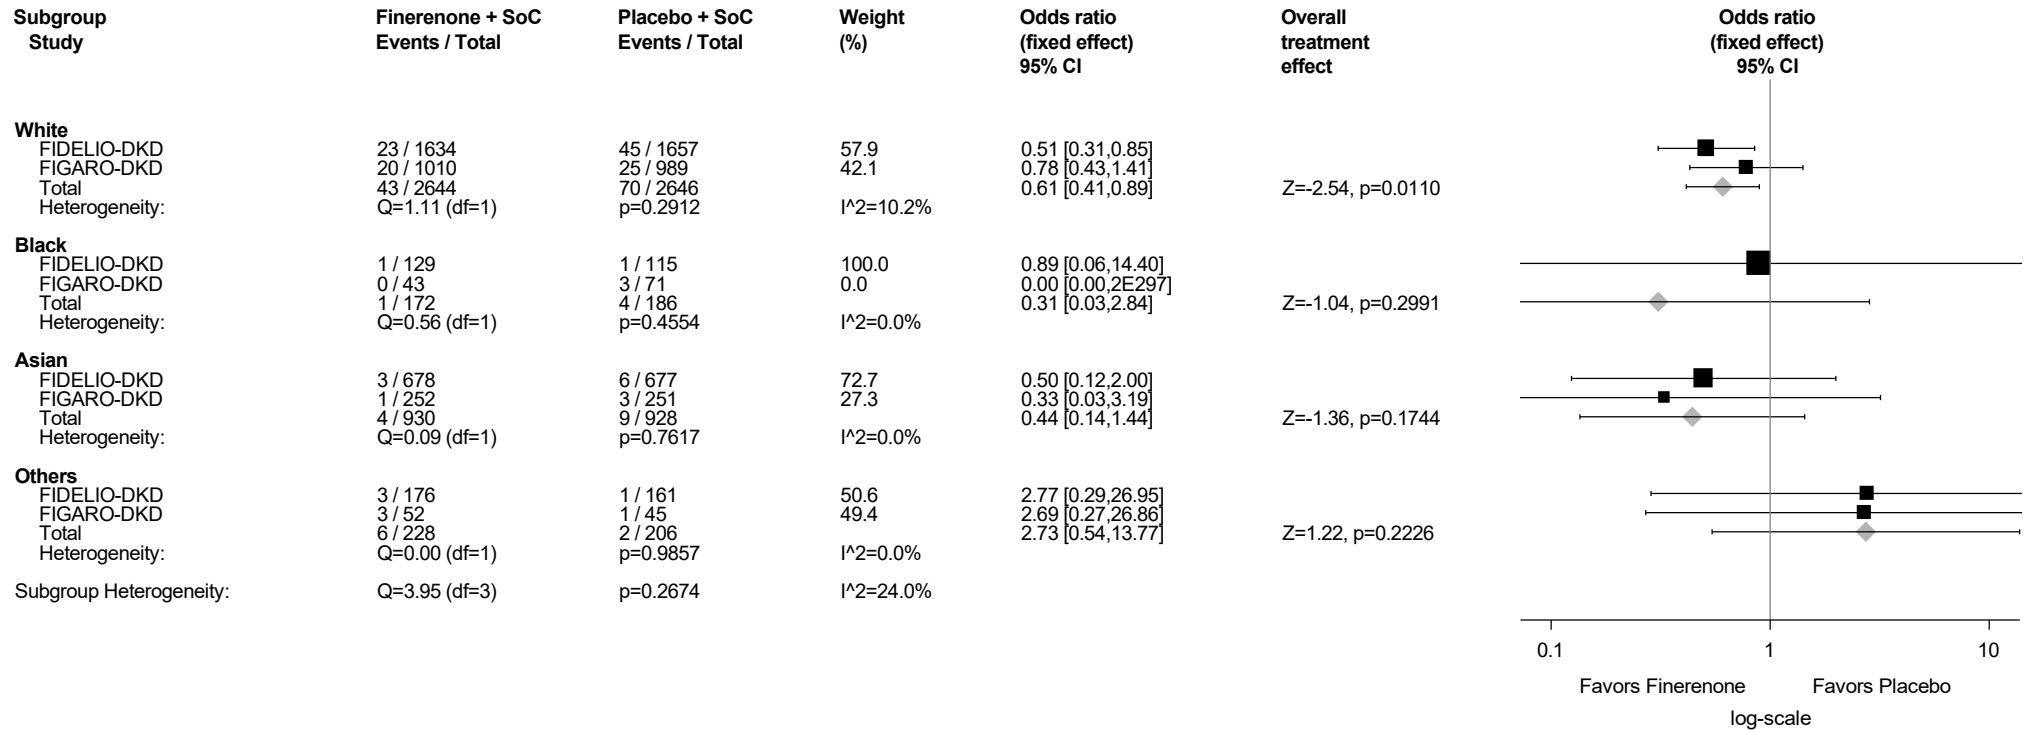 Subgroup Finerenone + SoC Placebo + SoC Weight Odds ratio Overall Odds ratio
Study Events / Total Events / Total (%) (fixed effect) treatment (fixed effect)
95% CI effect 95% CI
White
FIDELIO-DKD 23 / 1634 45 / 1657 57.9 0.51 [0.31,0.85]
FIGARO-DKD 20 / 1010 25 / 989 42.1 0.78 [0.43,1.41]
Total 43 / 2644 70 / 2646 0.61 [0.41,0.89] Z=-2.54, p=0.0110
Heterogeneity: Q=1.11 (df=1) p=0.2912 I^2=10.2%
Black
FIDELIO-DKD 1 / 129 1 / 115 100.0 0.89 [0.06,14.40]
FIGARO-DKD 0 / 43 3 / 71 0.0 0.00 [0.00,2E297]
Total 1 / 172 4 / 186 0.31 [0.03,2.84] Z=-1.04, p=0.2991
Heterogeneity: Q=0.56 (df=1) p=0.4554 I^2=0.0%
Asian
FIDELIO-DKD 3 / 678 6 / 677 72.7 0.50 [0.12,2.00]
FIGARO-DKD 1 / 252 3 / 251 27.3 0.33 [0.03,3.19]
Total 4 / 930 9 / 928 0.44 [0.14,1.44] Z=-1.36, p=0.1744
Heterogeneity: Q=0.09 (df=1) p=0.7617 I^2=0.0%
Others
FIDELIO-DKD 3 / 176 1 / 161 50.6 2.77 [0.29,26.95]
FIGARO-DKD 3 / 52 1 / 45 49.4 2.69 [0.27,26.86]
Total 6 / 228 2 / 206 2.73 [0.54,13.77] Z=1.22, p=0.2226
Heterogeneity: Q=0.00 (df=1) p=0.9857 I^2=0.0%
Subgroup Heterogeneity: Q=3.95 (df=3) p=0.2674 I^2=24.0%
0.1 1 10
Favors Finerenone Favors Placebo
log-scale